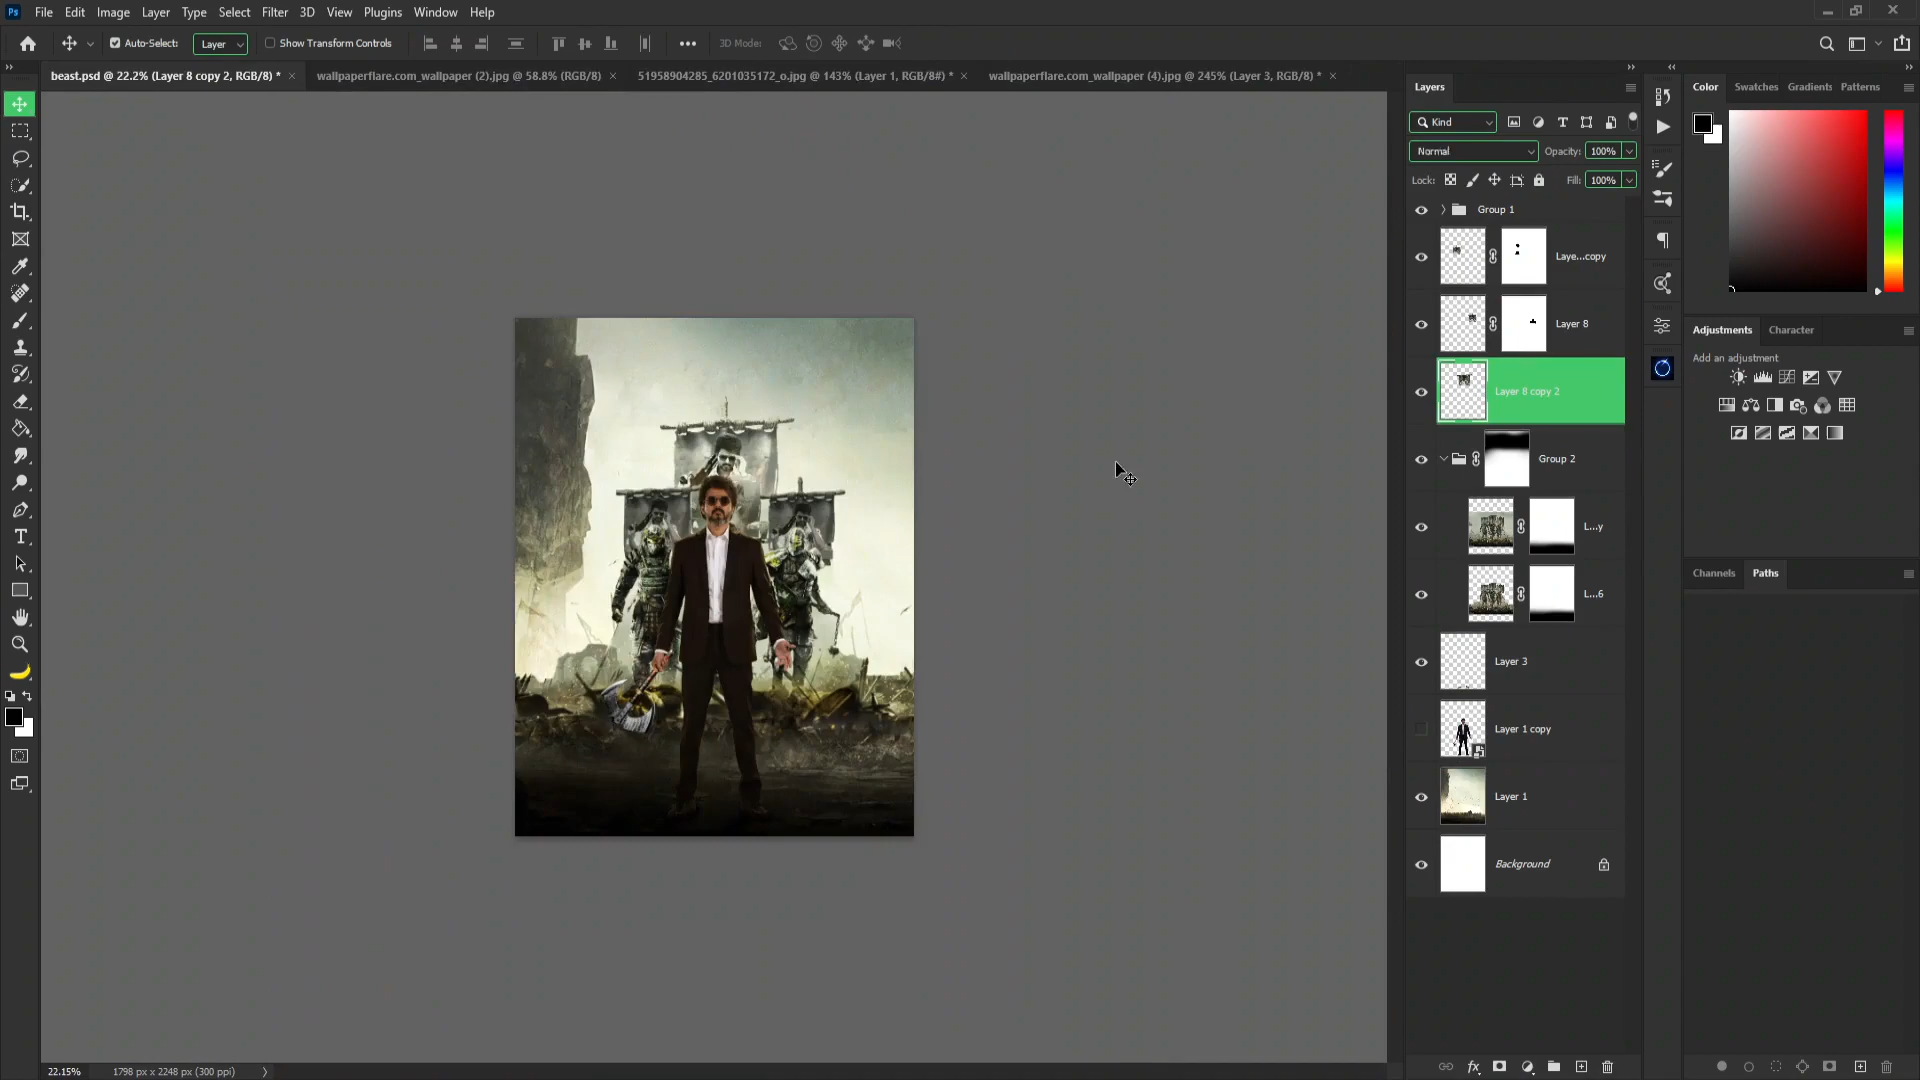 Ps File Edit Image Layer Type Select Filter 3D View Plugins Window Help
Auto-Select: Layer Show Transform Controls 3D Mode:
beast.psd @ 22.2% (Layer 8 copy 2, RGB/8) * × wallpaperflare.com_wallpaper (2).jpg @ 58.8% (RGB/8) × 51958904285_6201035172_o.jpg @ 143% (Layer 1, RGB/8#) * × wallpaperflare.com_wallpaper (4).jpg @ 245% (Layer 3, RGB/8) * ×
Layers
Kind
Normal Opacity: 100%
Lock: Fill: 100%
Group 1
Laye...copy
Layer 8
Layer 8 copy 2
Group 2
L...y
L...6
Layer 3
Layer 1 copy
Layer 1
Background
Color Swatches Gradients Patterns
Adjustments Character
Add an adjustment
Channels Paths
22.15% 1798 px x 2248 px (300 ppi)